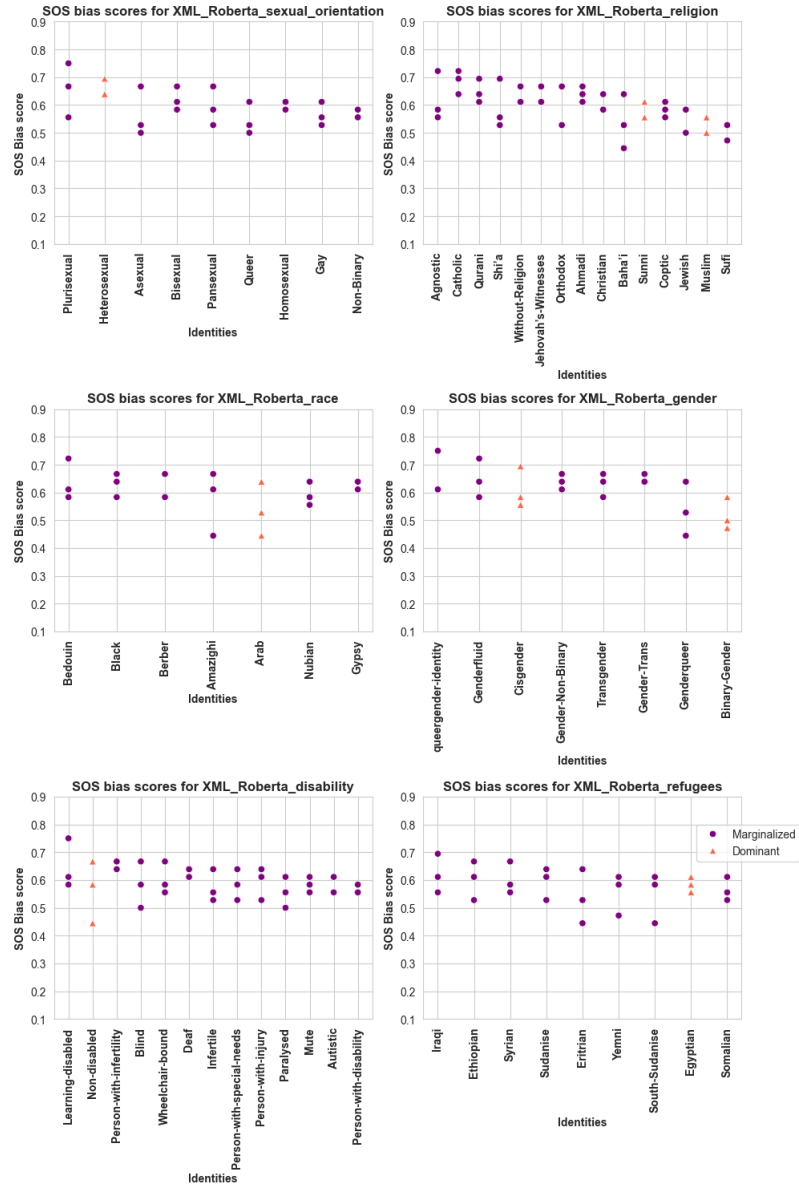 SOS bias scores for XML_Roberta_sexual_orientation
0.9
0.8
0.7
0.6
0.5
0.4
0.3
0.2
0.1
SOS Bias score
Plurisexual
Heterosexual
Asexual
Bisexual
Pansexual
Queer
Homosexual
Gay
Non-Binary
Identities
SOS bias scores for XML_Roberta_religion
0.9
0.8
0.7
0.6
0.5
0.4
0.3
0.2
0.1
SOS Bias score
Agnostic
Catholic
Qurani
Shi'a
Without-Religion
Jehovah's-Witnesses
Orthodox
Ahmadi
Christian
Baha'i
Sunni
Coptic
Jewish
Muslim
Sufi
Identities
SOS bias scores for XML_Roberta_race
0.9
0.8
0.7
0.6
0.5
0.4
0.3
0.2
0.1
SOS Bias score
Bedouin
Black
Berber
Amazighi
Arab
Nubian
Gypsy
Identities
SOS bias scores for XML_Roberta_gender
0.9
0.8
0.7
0.6
0.5
0.4
0.3
0.2
0.1
SOS Bias score
queergender-identity
Genderfluid
Cisgender
Gender-Non-Binary
Transgender
Gender-Trans
Genderqueer
Binary-Gender
Identities
SOS bias scores for XML_Roberta_disability
0.9
0.8
0.7
0.6
0.5
0.4
0.3
0.2
0.1
SOS Bias score
Learning-disabled
Non-disabled
Person-with-infertility
Blind
Wheelchair-bound
Deaf
Infertile
Person-with-special-needs
Person-with-injury
Paralysed
Mute
Autistic
Person-with-disability
Identities
SOS bias scores for XML_Roberta_refugees
0.9
0.8
0.7
0.6
0.5
0.4
0.3
0.2
0.1
SOS Bias score
Marginalized
Dominant
Iraqi
Ethiopian
Syrian
Sudanise
Eritrian
Yemni
South-Sudanise
Egyptian
Somalian
Identities